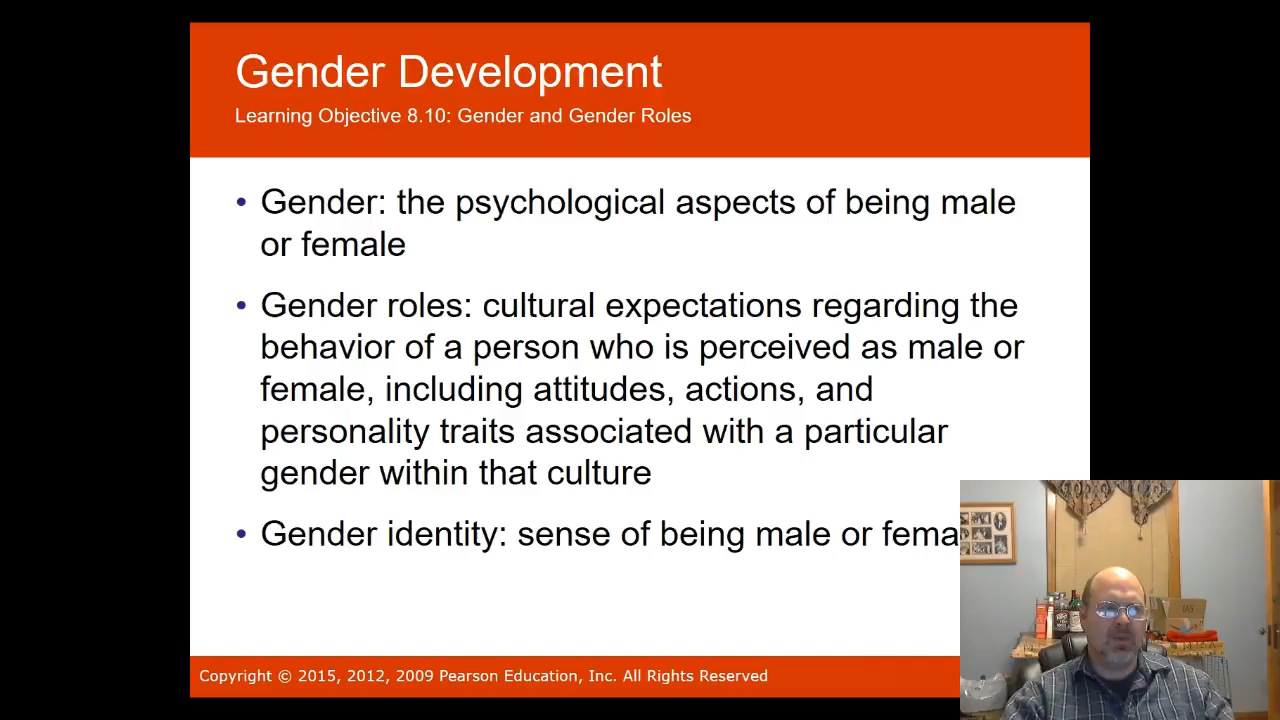 Gender Development
Learning Objective 8.10: Gender and Gender Roles
• Gender: the psychological aspects of being male
or female
• Gender roles: cultural expectations regarding the
behavior of a person who is perceived as male or
female, including attitudes, actions, and
personality traits associated with a particular
gender within that culture
• Gender identity: sense of being male or fema
Copyright © 2015, 2012, 2009 Pearson Education, Inc. All Rights Reserved